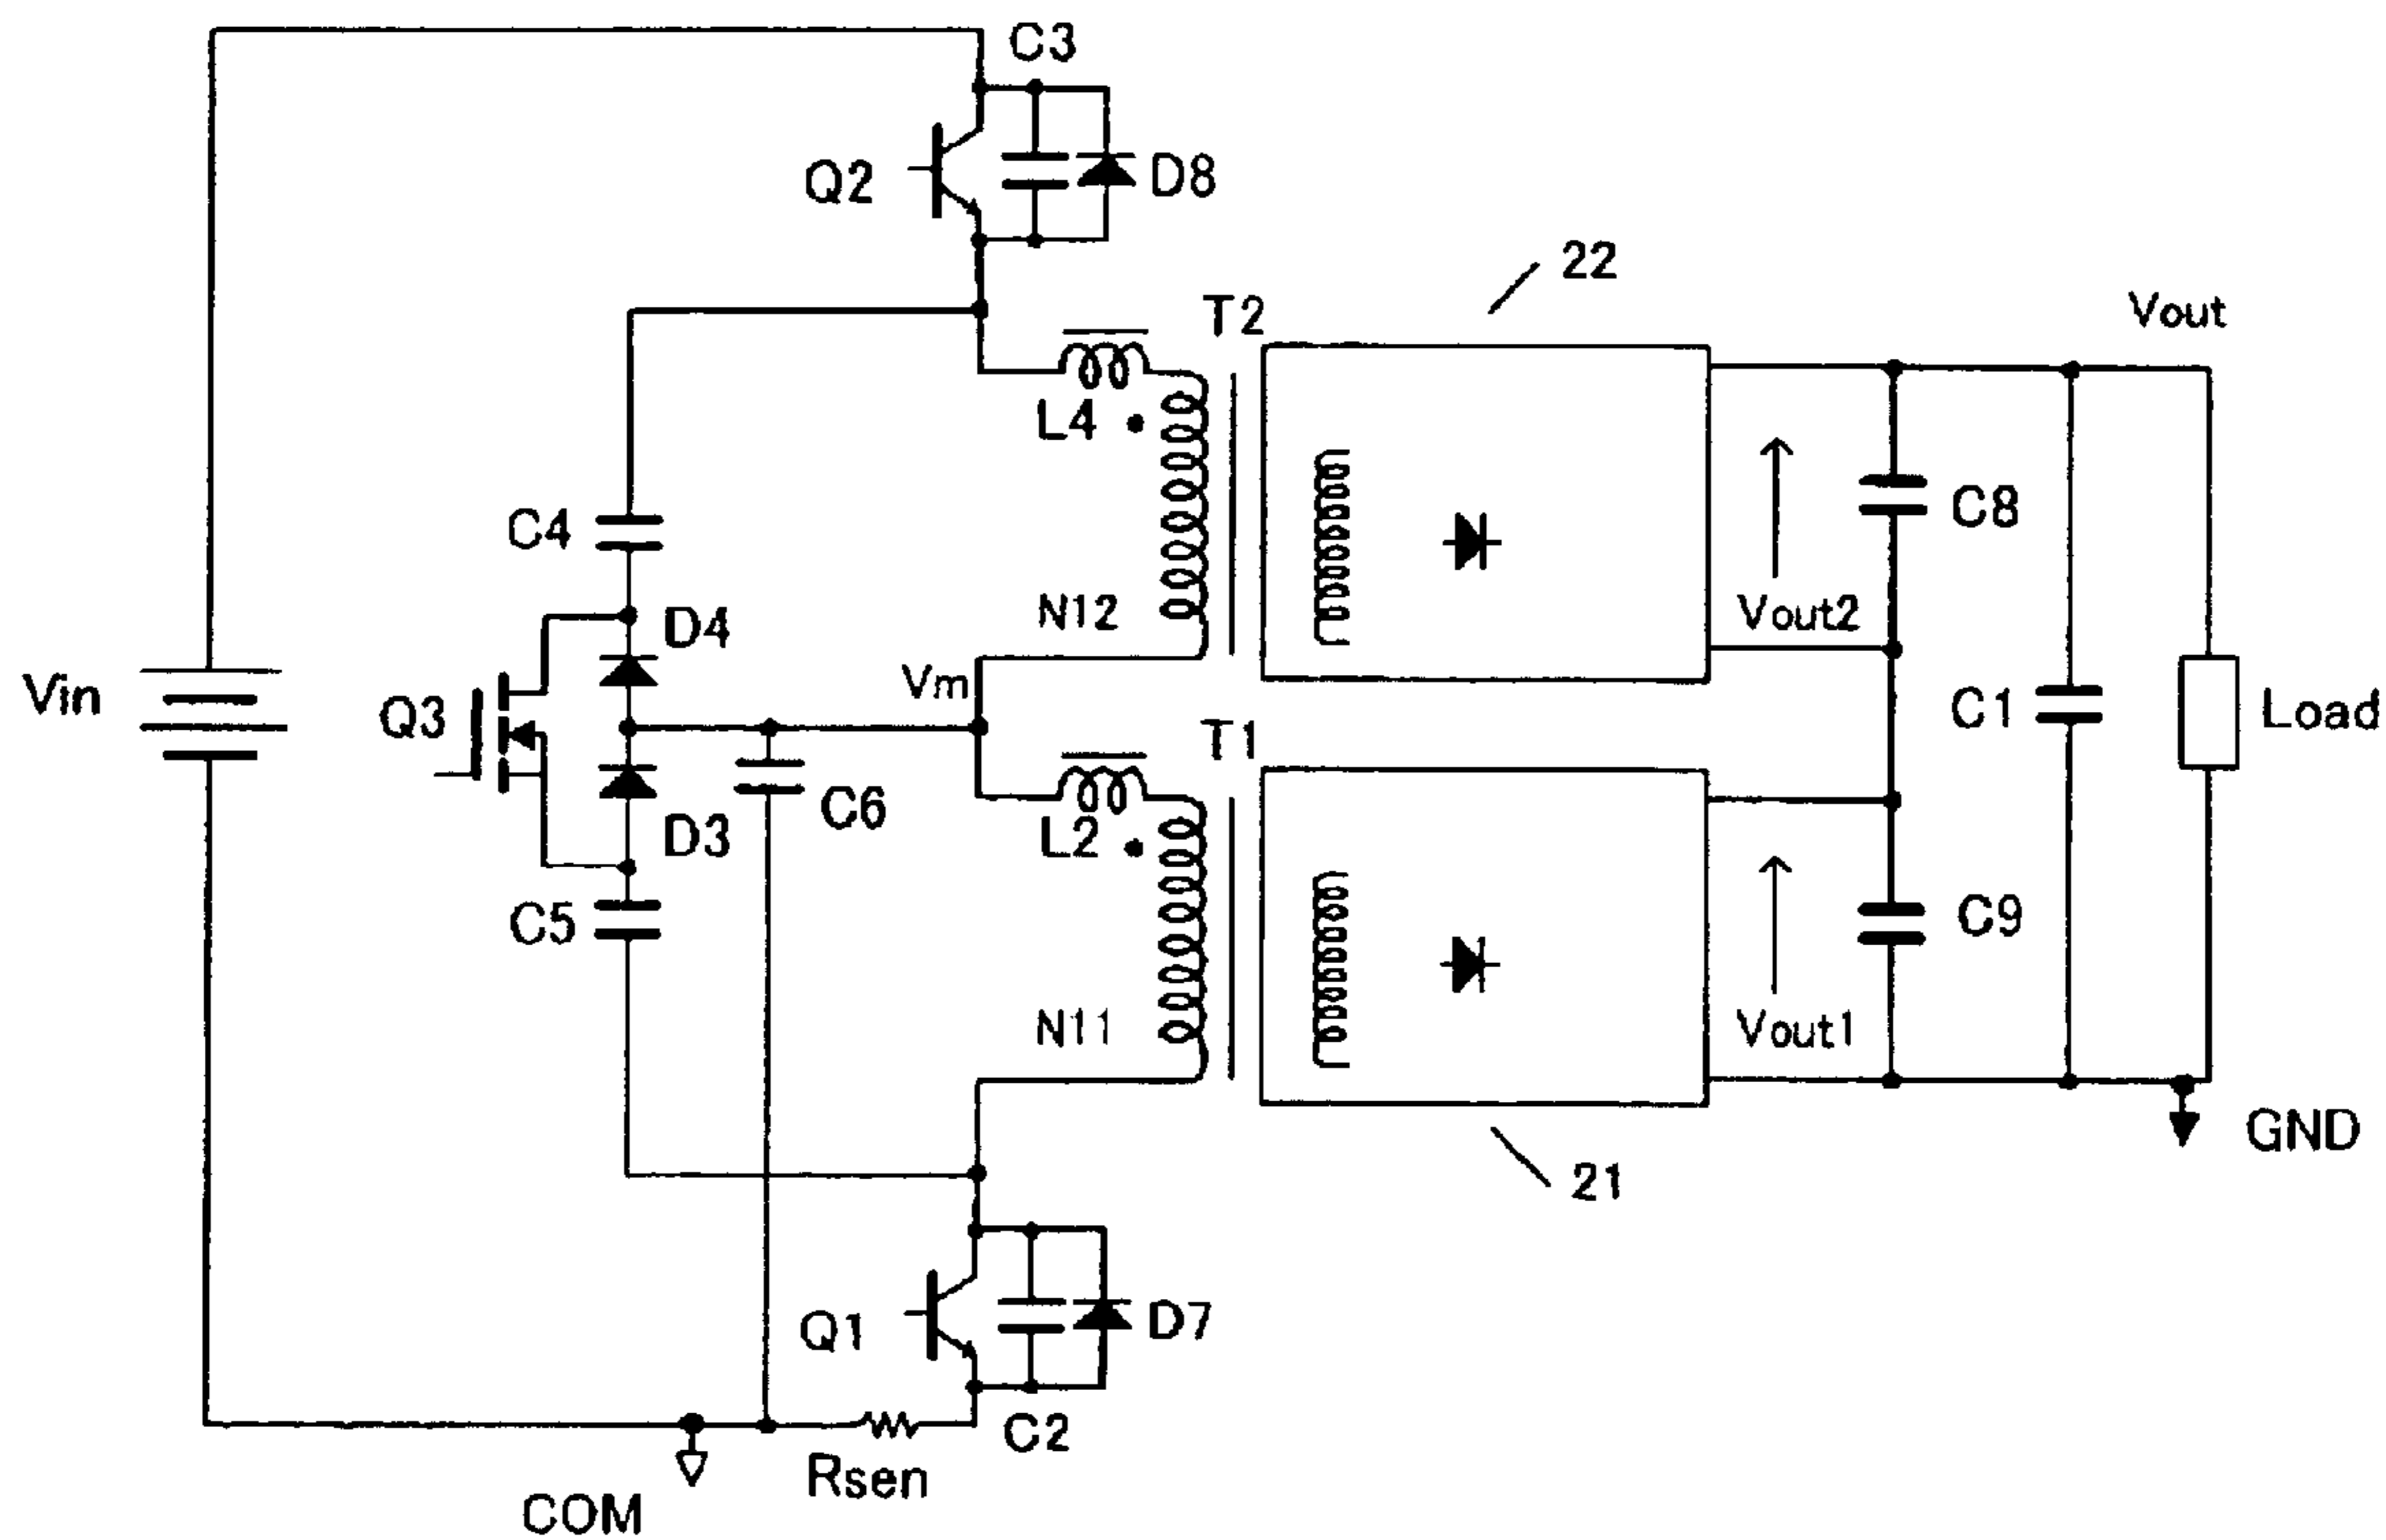 C3
Q2
D8
22
T2
Vout
L4
C4
C8
N12
Vout2
D4
Vm
Vin
Q3
T1
C1
Load
C6
L2
D3
C5
C9
N11
Vout1
GND
21
Q1
D7
C2
Rsen
COM